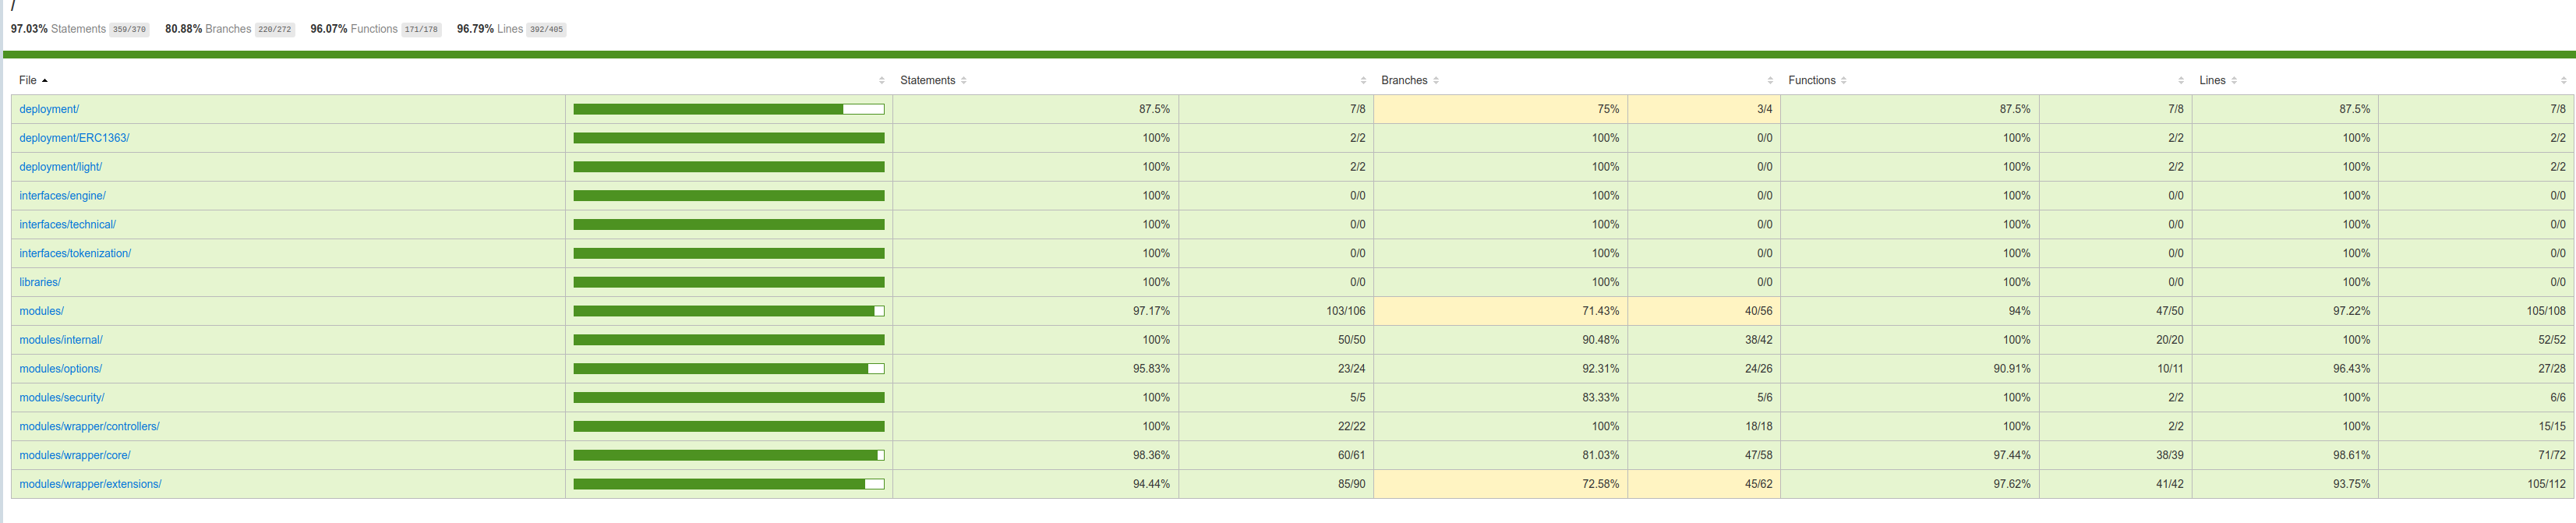 /
97.03% Statements 359/370 80.88% Branches 220/272 96.07% Functions 171/178 96.79% Lines 392/405
File Statements Branches Functions Lines
deployment/ 87.5% 7/8 75% 3/4 87.5% 7/8 87.5% 7/8
deployment/ERC1363/ 100% 2/2 100% 0/0 100% 2/2 100% 2/2
deployment/light/ 100% 2/2 100% 0/0 100% 2/2 100% 2/2
interfaces/engine/ 100% 0/0 100% 0/0 100% 0/0 100% 0/0
interfaces/technical/ 100% 0/0 100% 0/0 100% 0/0 100% 0/0
interfaces/tokenization/ 100% 0/0 100% 0/0 100% 0/0 100% 0/0
libraries/ 100% 0/0 100% 0/0 100% 0/0 100% 0/0
modules/ 97.17% 103/106 71.43% 40/56 94% 47/50 97.22% 105/108
modules/internal/ 100% 50/50 90.48% 38/42 100% 20/20 100% 52/52
modules/options/ 95.83% 23/24 92.31% 24/26 90.91% 10/11 96.43% 27/28
modules/security/ 100% 5/5 83.33% 5/6 100% 2/2 100% 6/6
modules/wrapper/controllers/ 100% 22/22 100% 18/18 100% 2/2 100% 15/15
modules/wrapper/core/ 98.36% 60/61 81.03% 47/58 97.44% 38/39 98.61% 71/72
modules/wrapper/extensions/ 94.44% 85/90 72.58% 45/62 97.62% 41/42 93.75% 105/112